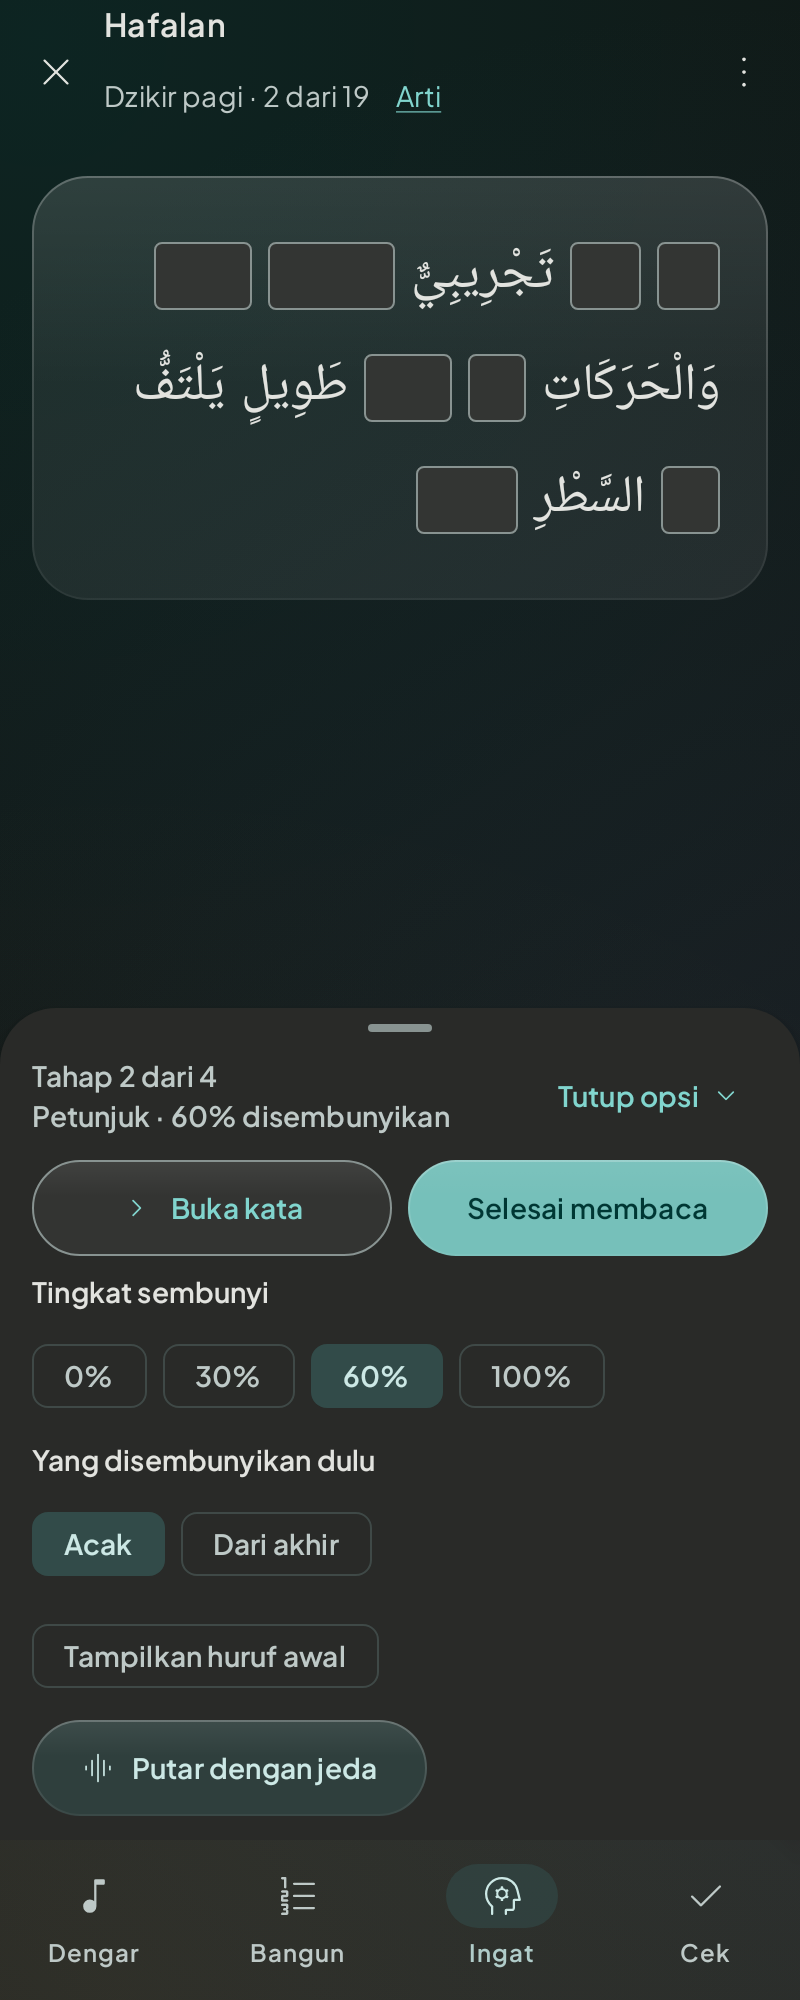 Hafalan
Dzikir pagi · 2 dari 19 Arti
تَجْرِيبِيٌّ
وَالْحَرَكَاتِ طَوِيلٍ يَلْتَفُّ
السَّطْرِ
Tahap 2 dari 4
Petunjuk · 60% disembunyikan
Tutup opsi
Buka kata
Selesai membaca
Tingkat sembunyi
0% 30% 60% 100%
Yang disembunyikan dulu
Acak Dari akhir
Tampilkan huruf awal
Putar dengan jeda
Dengar Bangun Ingat Cek